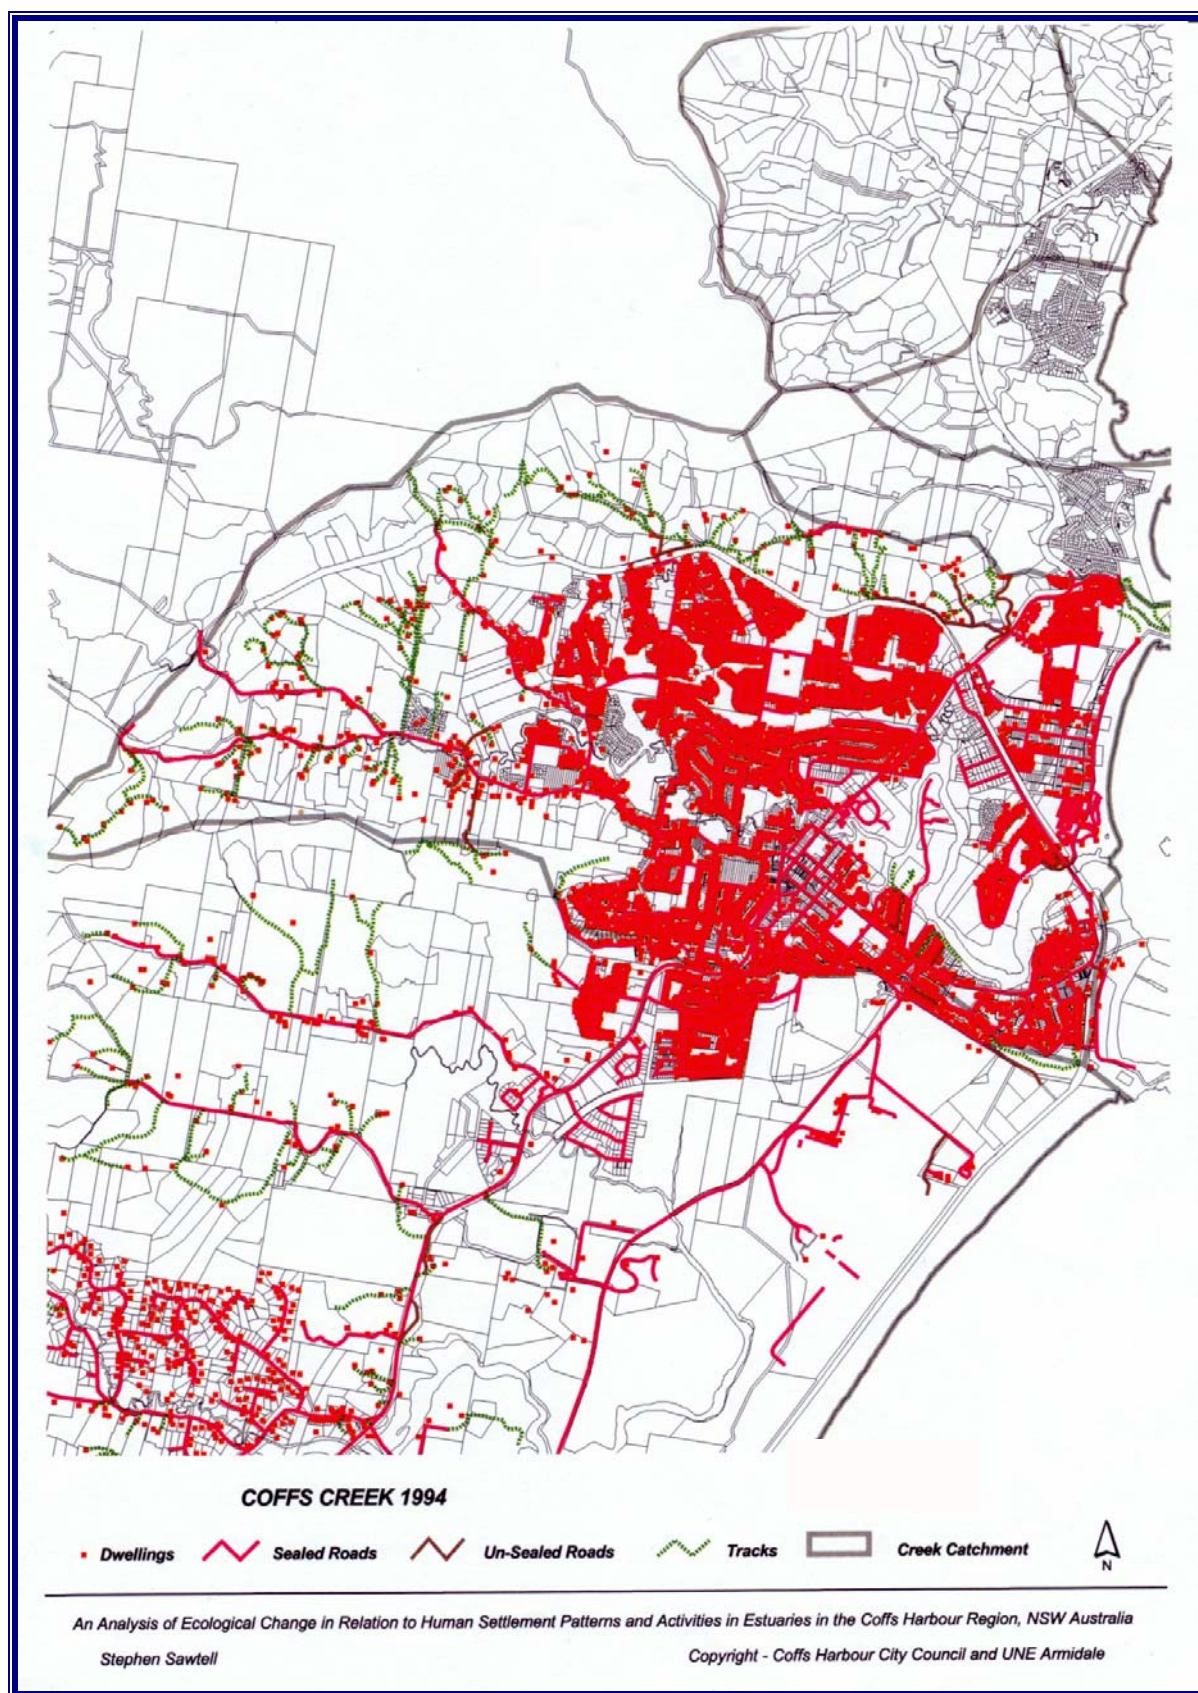 COFFS CREEK 1994
Dwellings Sealed Roads Un-Sealed Roads Tracks Creek Catchment
N
An Analysis of Ecological Change in Relation to Human Settlement Patterns and Activities in Estuaries in the Coffs Harbour Region, NSW Australia
Stephen Sawtell Copyright - Coffs Harbour City Council and UNE Armidale